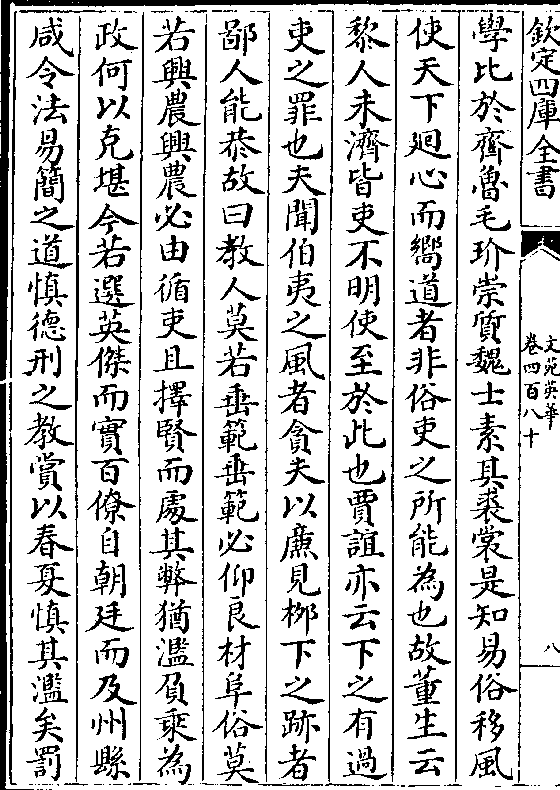 欽定四庫全書
文苑英華
卷四百八十
八
學比於齊魯毛玠崇質魏士素其裘裳是知易俗移風
使天下廻心而嚮道者非俗吏之所能為也故董生云
黎人未濟皆吏不明使至於此也賈誼亦云下之有過
吏之罪也夫聞伯夷之風者貪夫以亷見栁下之跡者
鄙人能恭故曰教人莫若垂範垂範必仰良材阜俗莫
若興農興農必由循吏且擇賢而處其弊猶濫負乘為
政何以克堪今若選英傑而實百僚自朝廷而及州縣
咸令法易簡之道慎德刑之教賞以春夏慎其濫矣罰